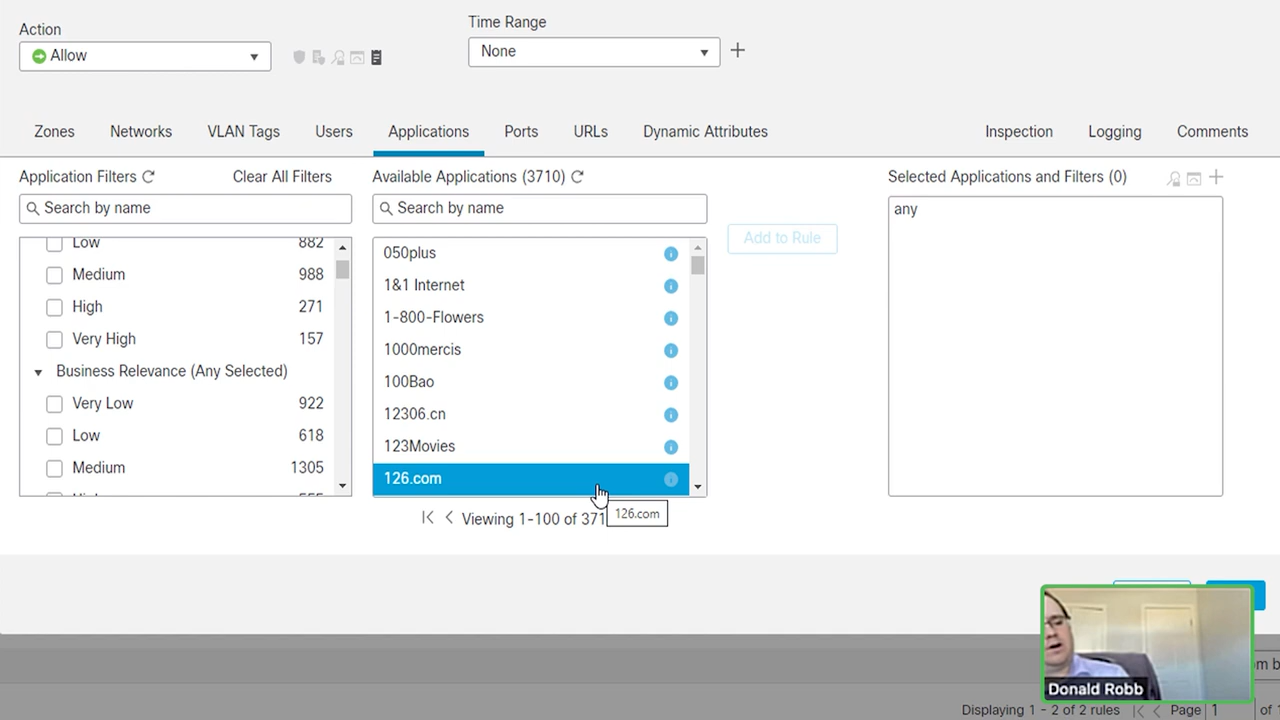 Action
Time Range
Allow
None
Zones
Networks
VLAN Tags
Users
Applications
Ports
URLs
Dynamic Attributes
Inspection
Logging
Comments
Application Filters
Clear All Filters
Available Applications (3710)
Selected Applications and Filters (0)
Search by name
Search by name
Add to Rule
any
Low 882
Medium 988
High 271
Very High 157
Business Relevance (Any Selected)
Very Low 922
Low 618
Medium 1305
050plus
1&1 Internet
1-800-Flowers
1000mercis
100Bao
12306.cn
123Movies
126.com
Viewing 1-100 of 371
126.com
Donald Robb
Displaying 1 - 2 of 2 rules
Page 1 of 1